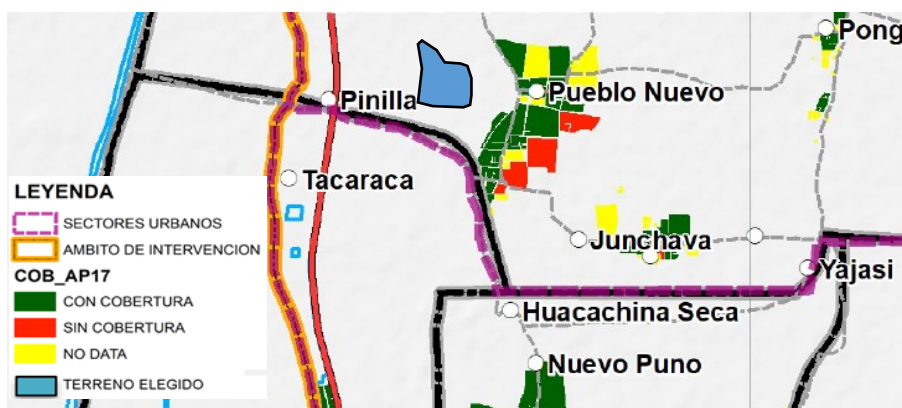 Pong
Pueblo Nuevo
Pinilla
Tacaraca
LEYENDA
SECTORES URBANOS
AMBITO DE INTERVENCION
COB_AP17
CON COBERTURA
SIN COBERTURA
NO DATA
TERRENO ELEGIDO
Junchava
Yajasi
Huacachina Seca
Nuevo Puno